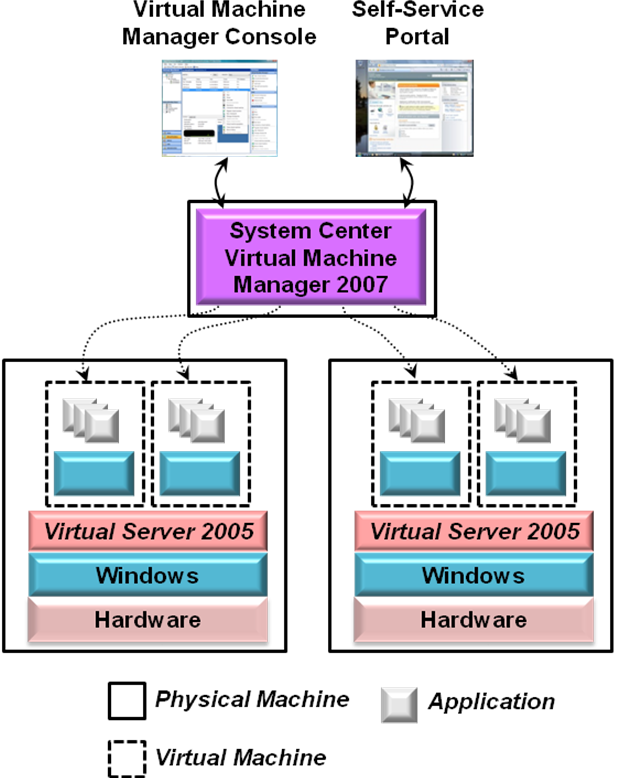 Virtual Machine
Manager Console
Self-Service
Portal
System Center
Virtual Machine
Manager 2007
Virtual Server 2005
Windows
Hardware
Virtual Server 2005
Windows
Hardware
Physical Machine
Application
Virtual Machine